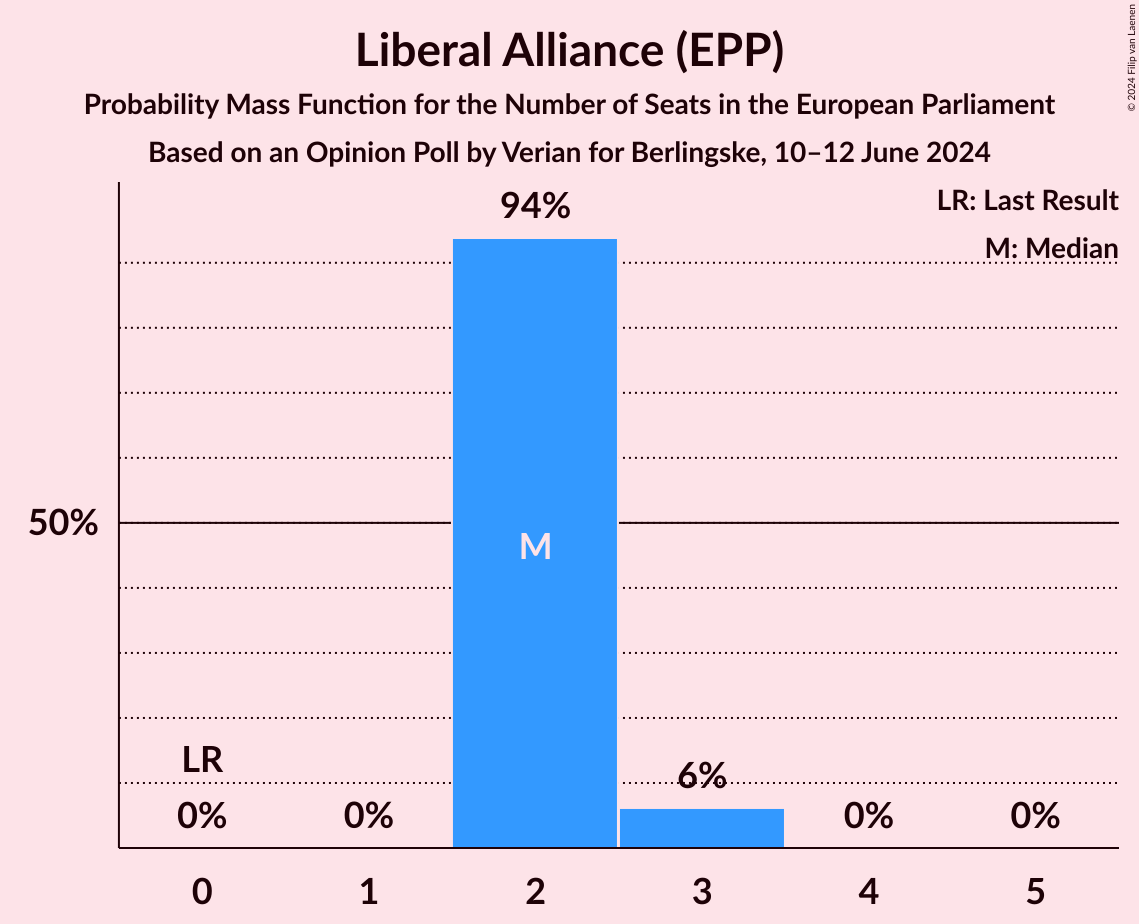 Liberal Alliance (EPP)
Probability Mass Function for the Number of Seats in the European Parliament
Based on an Opinion Poll by Verian for Berlingske, 10–12 June 2024
© 2024 Filip van Laenen
LR: Last Result
M: Median
94%
50%
M
LR
6%
0% 0% 0% 0%
0 1 2 3 4 5